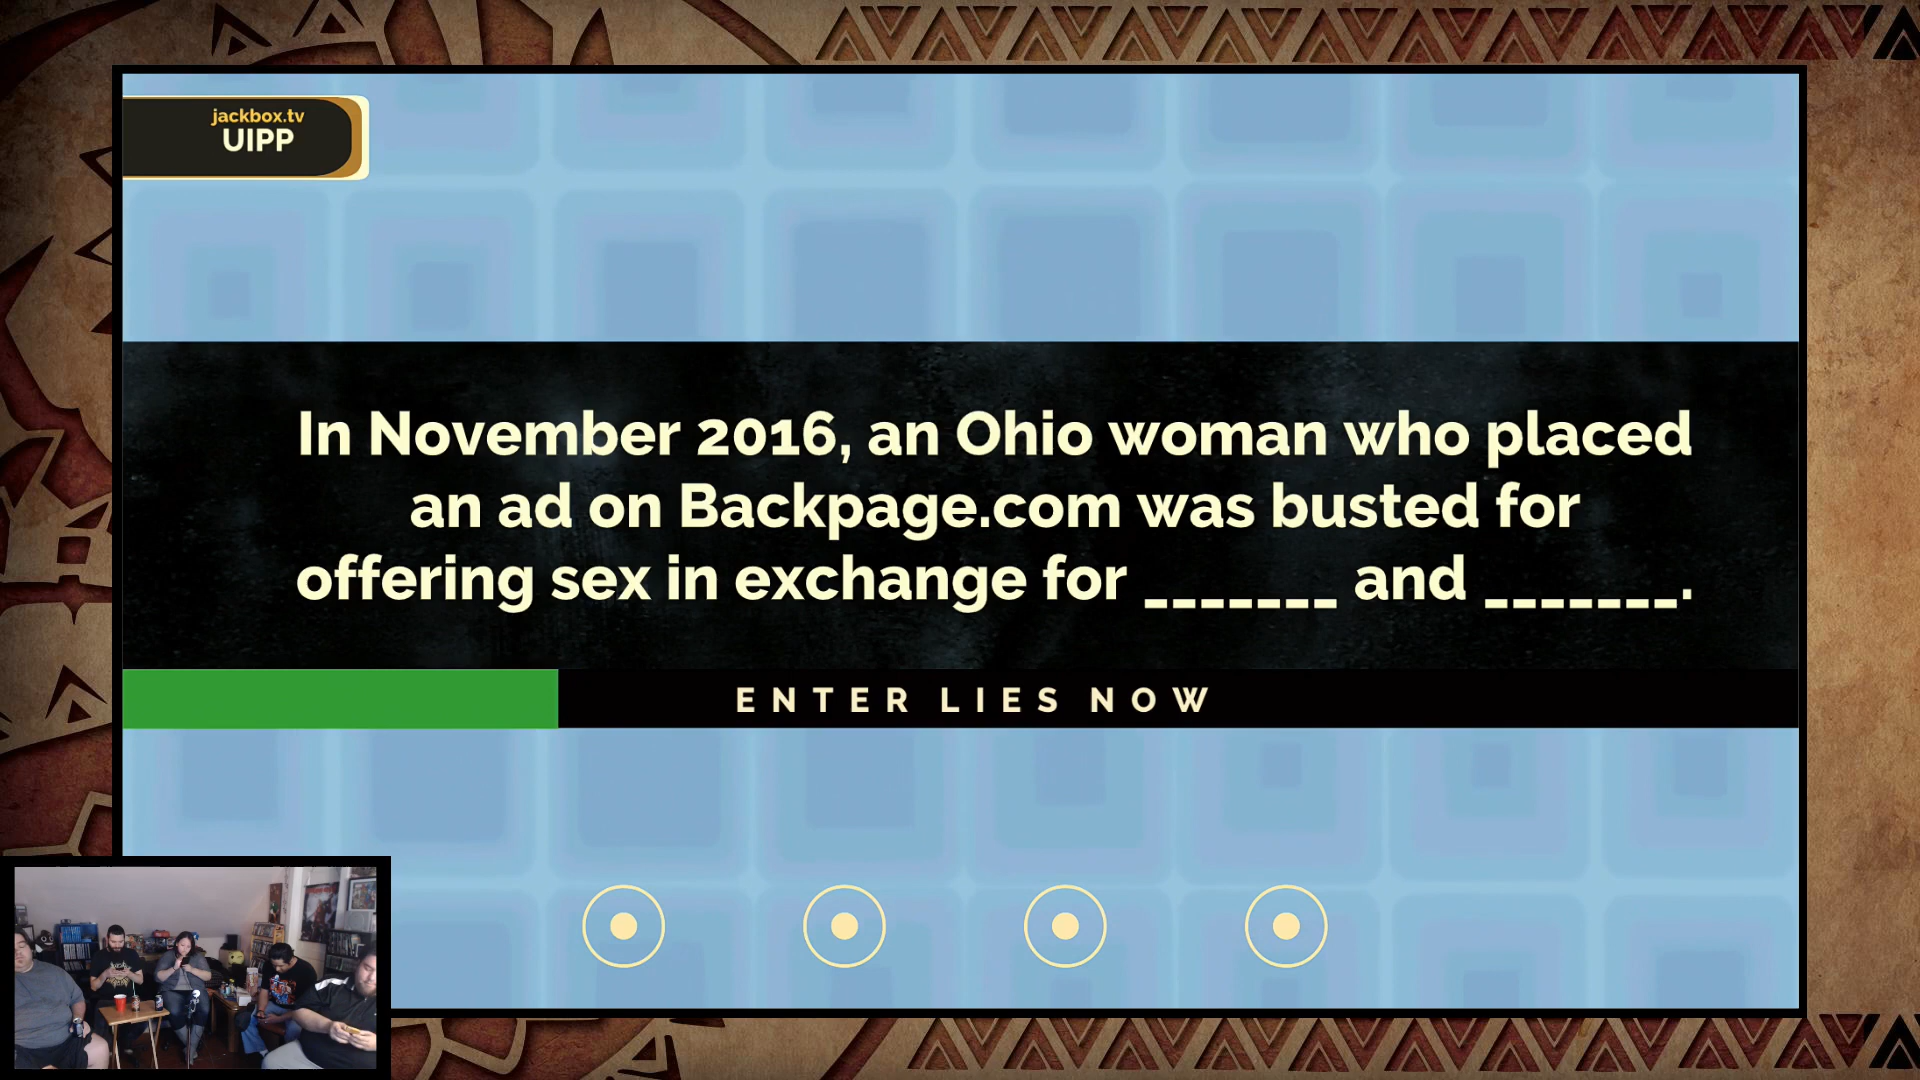 jackbox.tv
UIPP
In November 2016, an Ohio woman who placed
an ad on Backpage.com was busted for
offering sex in exchange for _______ and _______.
ENTER LIES NOW